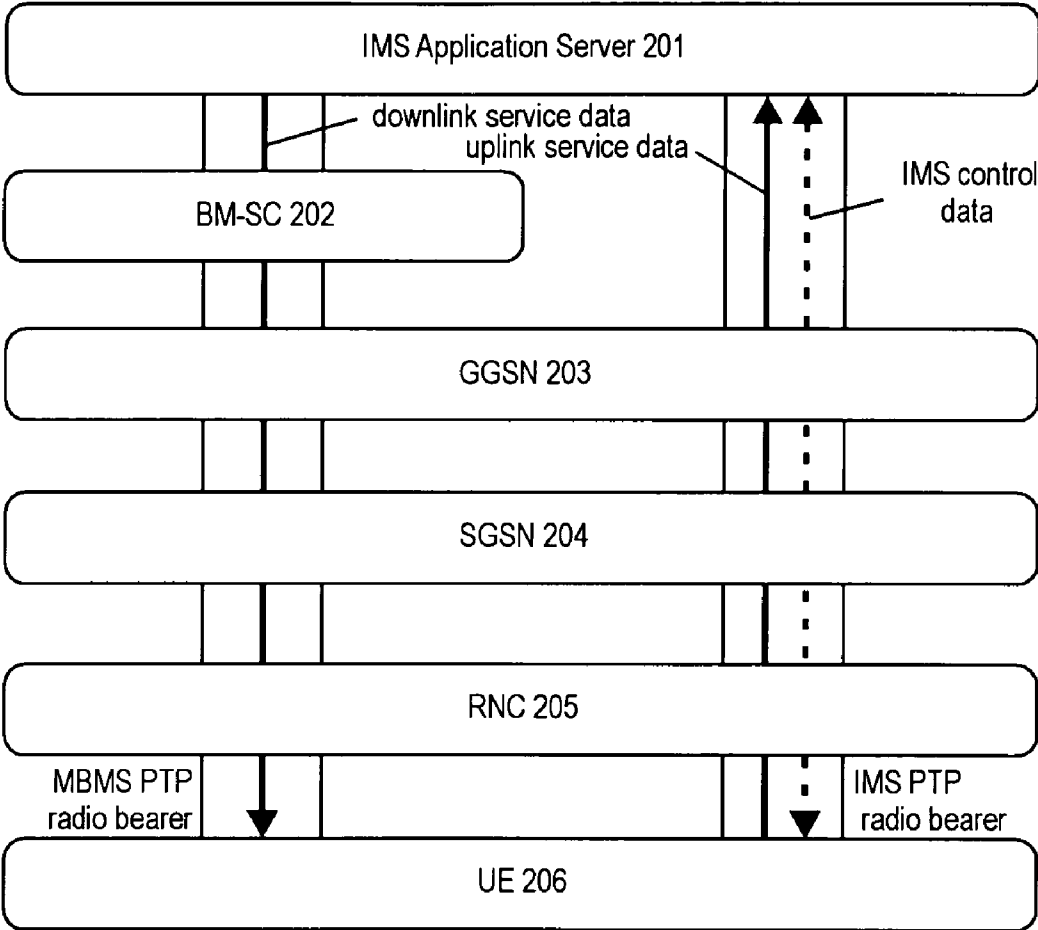 IMS Application Server 201
downlink service data
uplink service data
IMS control
data
BM-SC 202
GGSN 203
SGSN 204
RNC 205
MBMS PTP
radio bearer
IMS PTP
radio bearer
UE 206